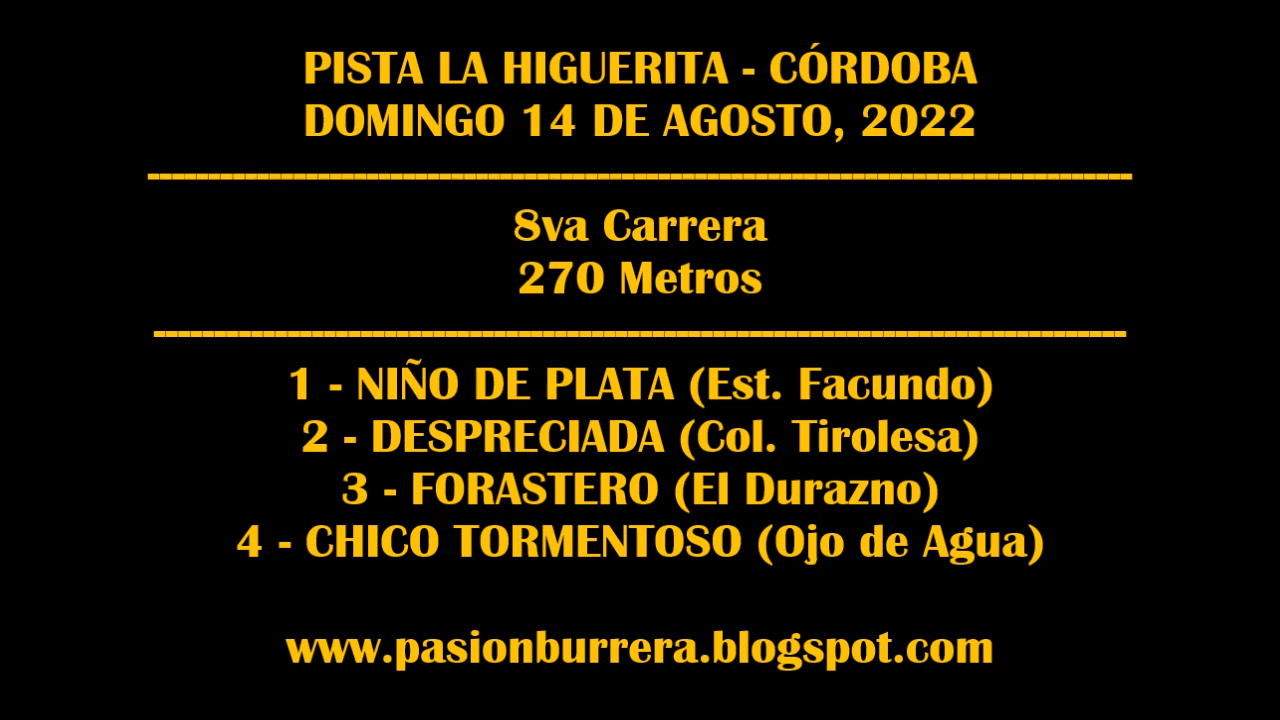 PISTA LA HIGUERITA - CÓRDOBA
DOMINGO 14 DE AGOSTO, 2022
--------------------------------------------------------------------------------
8va Carrera
270 Metros
-------------------------------------------------------------------------------
1 - NIÑO DE PLATA (Est. Facundo)
2 - DESPRECIADA (Col. Tirolesa)
3 - FORASTERO (El Durazno)
4 - CHICO TORMENTOSO (Ojo de Agua)
www.pasionburrera.blogspot.com